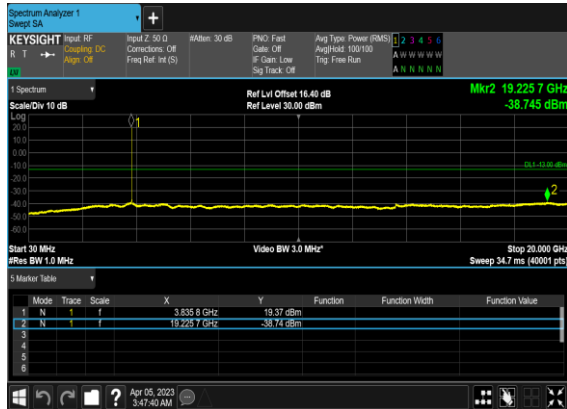 Spectrum Analyzer 1
Swept SA
KEYSIGHT
R T
Input: RF
Coupling: DC
Align: Off
Input Z: 50 Ω
Corrections: Off
Freq Ref: Int (S)
#Atten: 30 dB
PNO: Fast
Gate: Off
IF Gain: Low
Sig Track: Off
Avg Type: Power (RMS)
Avg|Hold: 100/100
Trig: Free Run
1 2 3 4 5 6
A W W W W W
A N N N N N
1 Spectrum
Scale/Div 10 dB
Ref Lvl Offset 16.40 dB
Ref Level 30.00 dBm
Mkr2 19.225 7 GHz
-38.745 dBm
Log
20.0
10.0
0.00
-10.0
-20.0
-30.0
-40.0
-50.0
-60.0
1
DL1 -13.00 dBm
2
Start 30 MHz
#Res BW 1.0 MHz
Video BW 3.0 MHz*
Stop 20.000 GHz
Sweep 34.7 ms (40001 pts)
5 Marker Table
Mode Trace Scale X Y Function Function Width Function Value
1 N 1 f 3.835 8 GHz 19.37 dBm
2 N 1 f 19.225 7 GHz -38.74 dBm
3
4
5
6
?
Apr 05, 2023
3:47:40 AM